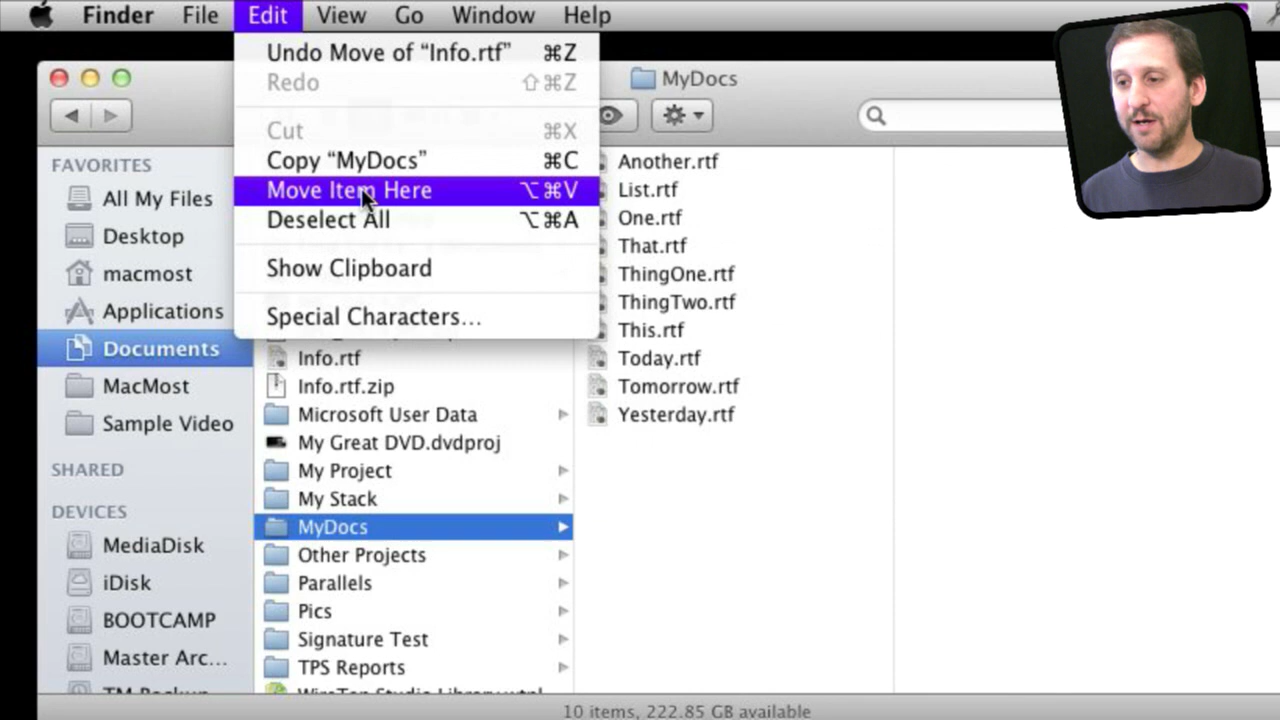 Finder File Edit View Go Window Help
Undo Move of “Info.rtf” ⌘Z
Redo ⇧⌘Z
Cut ⌘X
Copy “MyDocs” ⌘C
Move Item Here ⌥⌘V
Deselect All ⌥⌘A
Show Clipboard
Special Characters…
MyDocs
FAVORITES
All My Files
Desktop
macmost
Applications
Documents
MacMost
Sample Video
SHARED
DEVICES
MediaDisk
iDisk
BOOTCAMP
Master Arc…
TM Backup
Info.rtf
Info.rtf.zip
Microsoft User Data
My Great DVD.dvdproj
My Project
My Stack
MyDocs
Other Projects
Parallels
Pics
Signature Test
TPS Reports
Another.rtf
List.rtf
One.rtf
That.rtf
ThingOne.rtf
ThingTwo.rtf
This.rtf
Today.rtf
Tomorrow.rtf
Yesterday.rtf
10 items, 222.85 GB available